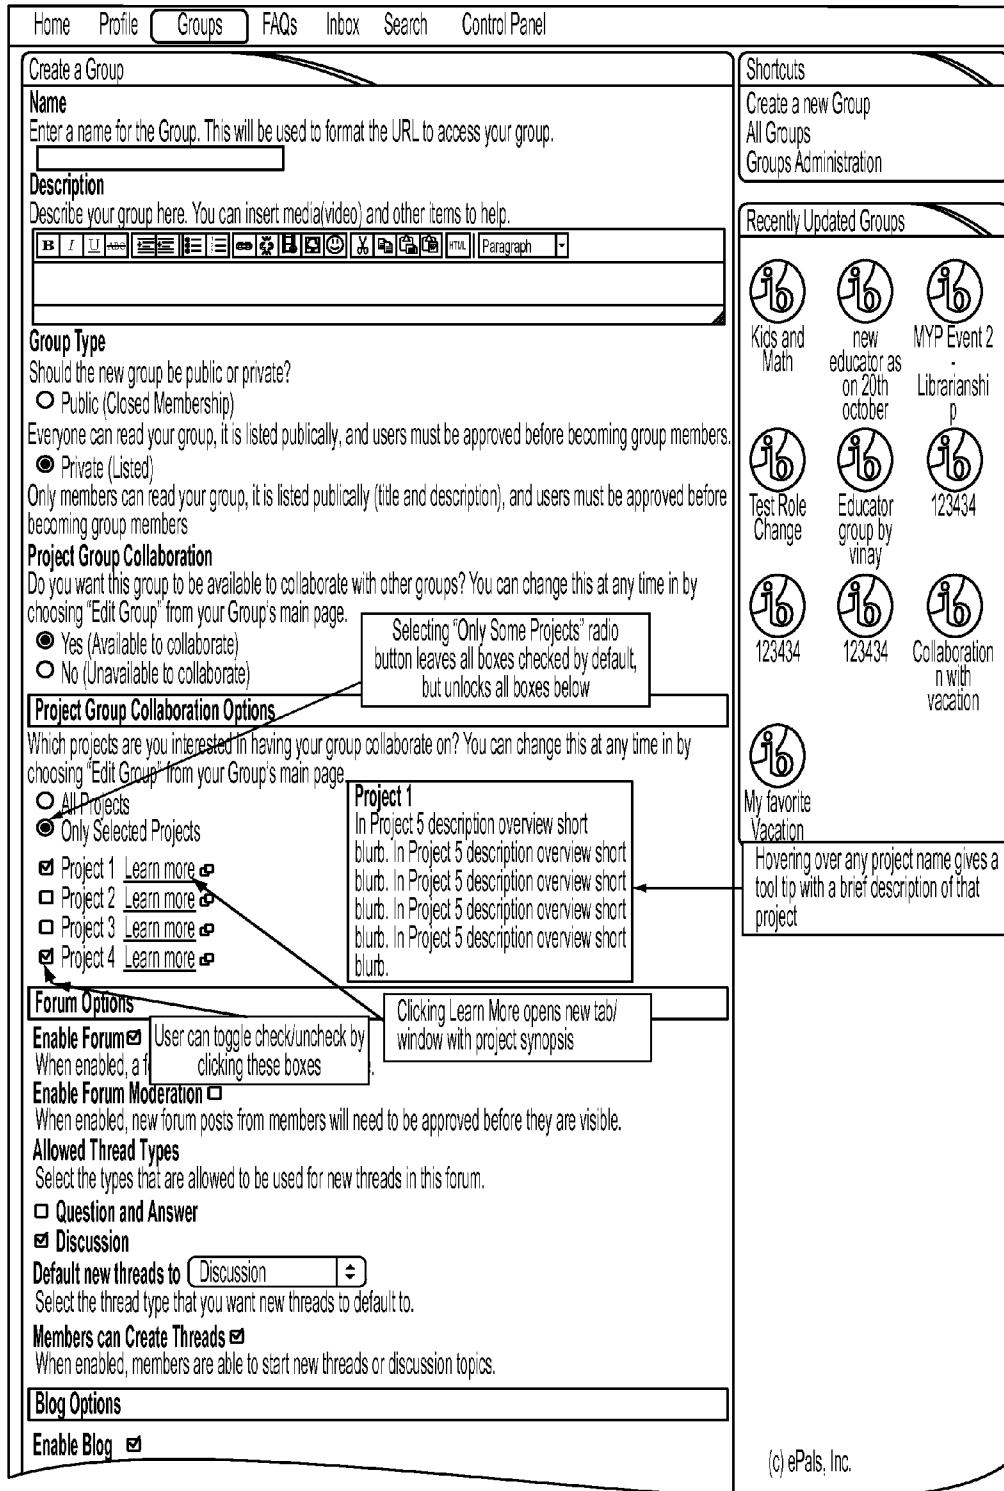 Home Profile Groups FAQs Inbox Search Control Panel
Create a Group
Name
Enter a name for the Group. This will be used to format the URL to access your group.
Description
Describe your group here. You can insert media(video) and other items to help.
B I U ABC HTML Paragraph
Group Type
Should the new group be public or private?
Public (Closed Membership)
Everyone can read your group, it is listed publically, and users must be approved before becoming group members.
Private (Listed)
Only members can read your group, it is listed publically (title and description), and users must be approved before
becoming group members
Project Group Collaboration
Do you want this group to be available to collaborate with other groups? You can change this at any time in by
choosing "Edit Group" from your Group's main page.
Yes (Available to collaborate)
No (Unavailable to collaborate)
Selecting "Only Some Projects" radio
button leaves all boxes checked by default,
but unlocks all boxes below
Project Group Collaboration Options
Which projects are you interested in having your group collaborate on? You can change this at any time in by
choosing "Edit Group" from your Group's main page.
All Projects
Only Selected Projects
Project 1 Learn more
Project 2 Learn more
Project 3 Learn more
Project 4 Learn more
Project 1
In Project 5 description overview short
blurb. In Project 5 description overview short
blurb. In Project 5 description overview short
blurb. In Project 5 description overview short
blurb. In Project 5 description overview short
blurb.
Forum Options
Enable Forum
When enabled, a f
e.
User can toggle check/uncheck by
clicking these boxes
Clicking Learn More opens new tab/
window with project synopsis
Enable Forum Moderation
When enabled, new forum posts from members will need to be approved before they are visible.
Allowed Thread Types
Select the types that are allowed to be used for new threads in this forum.
Question and Answer
Discussion
Default new threads to Discussion
Select the thread type that you want new threads to default to.
Members can Create Threads
When enabled, members are able to start new threads or discussion topics.
Blog Options
Enable Blog
Shortcuts
Create a new Group
All Groups
Groups Administration
Recently Updated Groups
ib ib ib
Kids and
Math
new
educator as
on 20th
october
MYP Event 2
-
Librarianshi
p
ib ib ib
Test Role
Change
Educator
group by
vinay
123434
ib ib ib
123434
123434
Collaboration
n with
vacation
ib
My favorite
Vacation
Hovering over any project name gives a
tool tip with a brief description of that
project
(c) ePals, Inc.